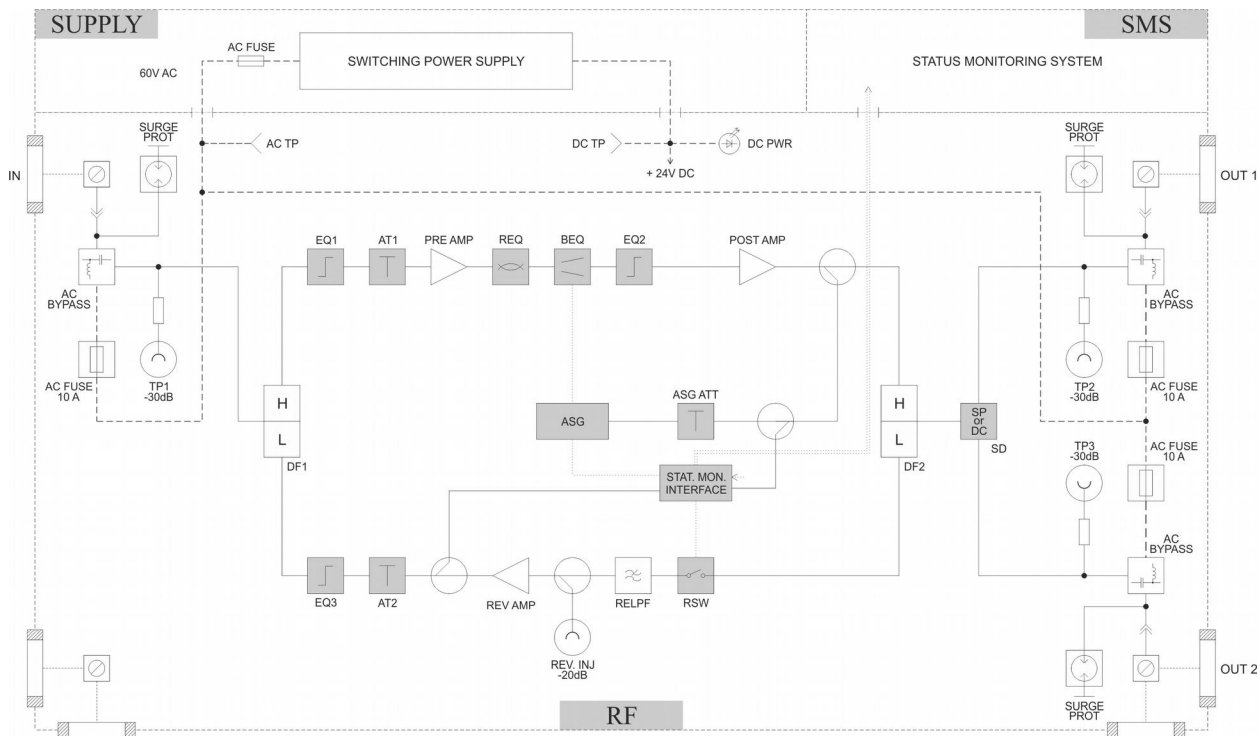 SUPPLY
SMS
AC FUSE
SWITCHING POWER SUPPLY
STATUS MONITORING SYSTEM
60V AC
SURGE
PROT
AC TP
DC TP
DC PWR
+ 24V DC
SURGE
PROT
IN
OUT 1
EQ1
AT1
PRE AMP
REQ
BEQ
EQ2
POST AMP
AC
BYPASS
AC
BYPASS
AC FUSE
10 A
TP1
-30dB
TP2
-30dB
AC FUSE
10 A
H
L
DF1
ASG
ASG ATT
H
L
DF2
SP
or
DC
SD
TP3
-30dB
AC FUSE
10 A
STAT. MON.
INTERFACE
AC
BYPASS
EQ3
AT2
REV AMP
RELPF
RSW
REV. INJ
-20dB
OUT 2
SURGE
PROT
RF